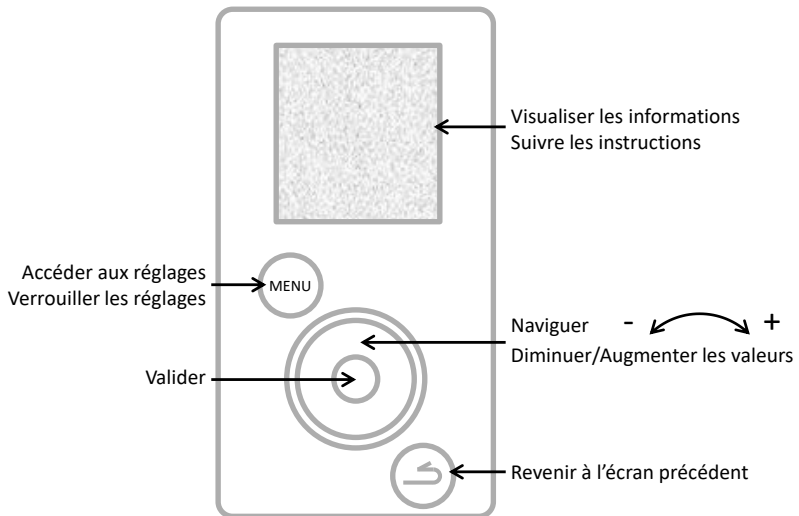 Visualiser les informations
Suivre les instructions
Accéder aux réglages
Verrouiller les réglages
MENU
Naviguer - +
Diminuer/Augmenter les valeurs
Valider
Revenir à l’écran précédent